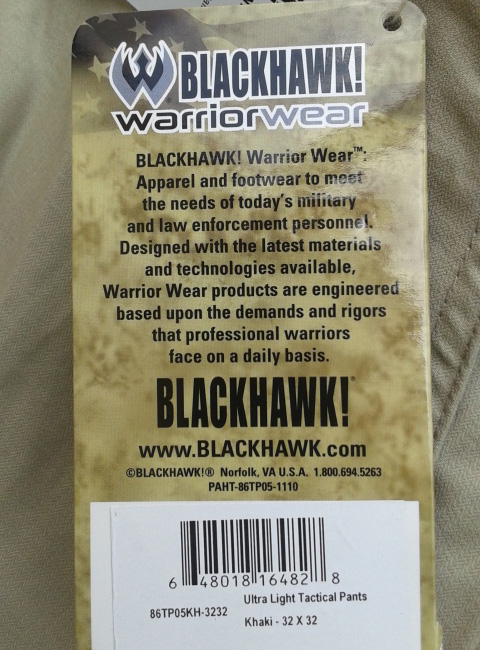 BLACKHAWK!
warriorwear
BLACKHAWK! Warrior Wear™:
Apparel and footwear to meet
the needs of today's military
and law enforcement personnel.
Designed with the latest materials
and technologies available,
Warrior Wear products are engineered
based upon the demands and rigors
that professional warriors
face on a daily basis.
BLACKHAWK!®
www.BLACKHAWK.com
©BLACKHAWK!® Norfolk, VA U.S.A. 1.800.694.5263
PAHT-86TP05-1110
6 48018 16482 8
86TP05KH-3232
Ultra Light Tactical Pants
Khaki - 32 X 32